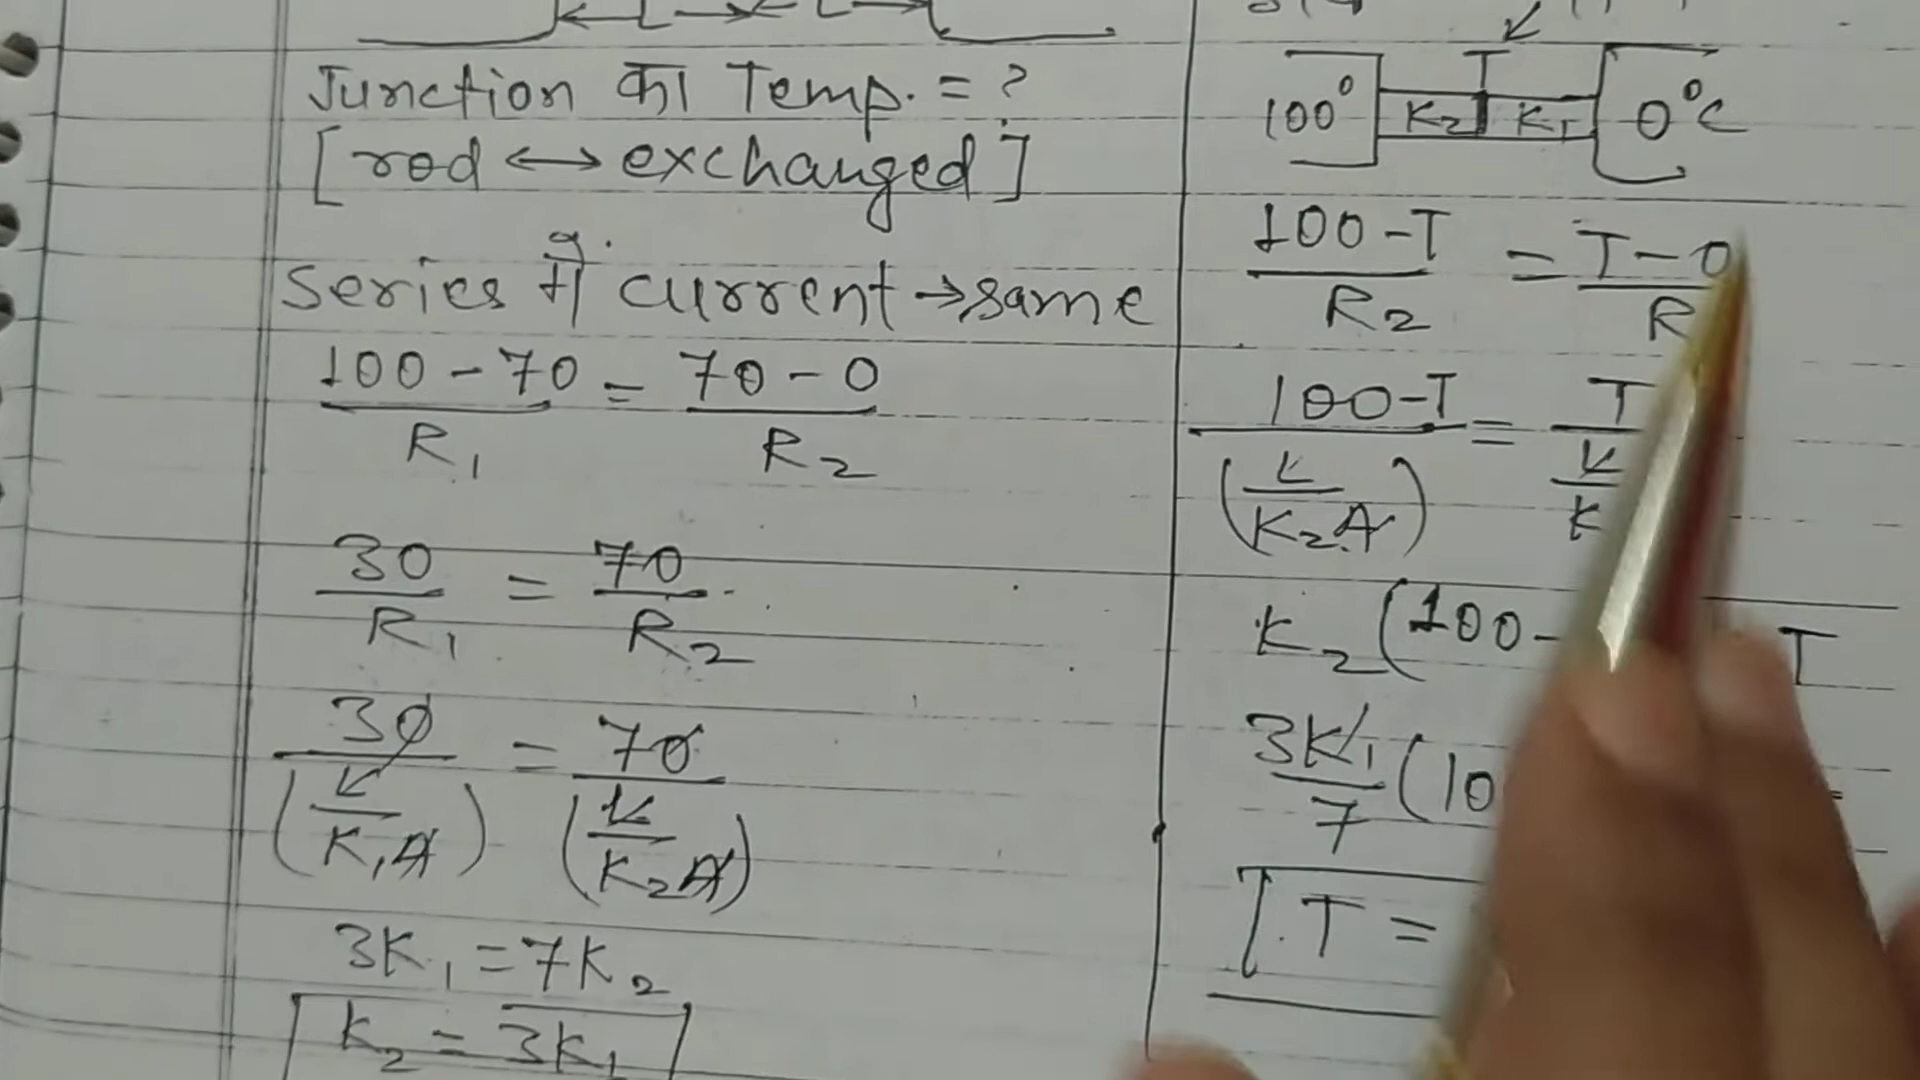 L L
Junction का Temp. = ?
[rod ↔ exchanged]
Series में current → same
100 - 70 = 70 - 0
R₁ R₂
30 = 70
R₁ R₂
30 = 70
(L/K₁A) (L/K₂A)
3K₁ = 7K₂
K₂ = 3K₁
T
100° K₂ K₁ 0°C
100 - T = T - 0
R₂ R
100 - T = T
(L/K₂A) L/K
K₂(100 - T
3K₁/7 (10
T =